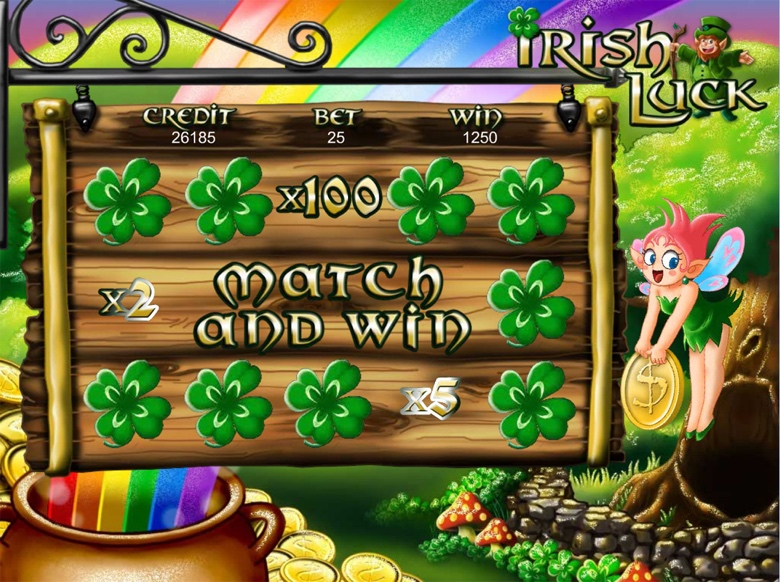 IRISH
LUCK
CREDIT BET WIN
26185 25 1250
x100
x2
MATCH
AND WIN
x5
$